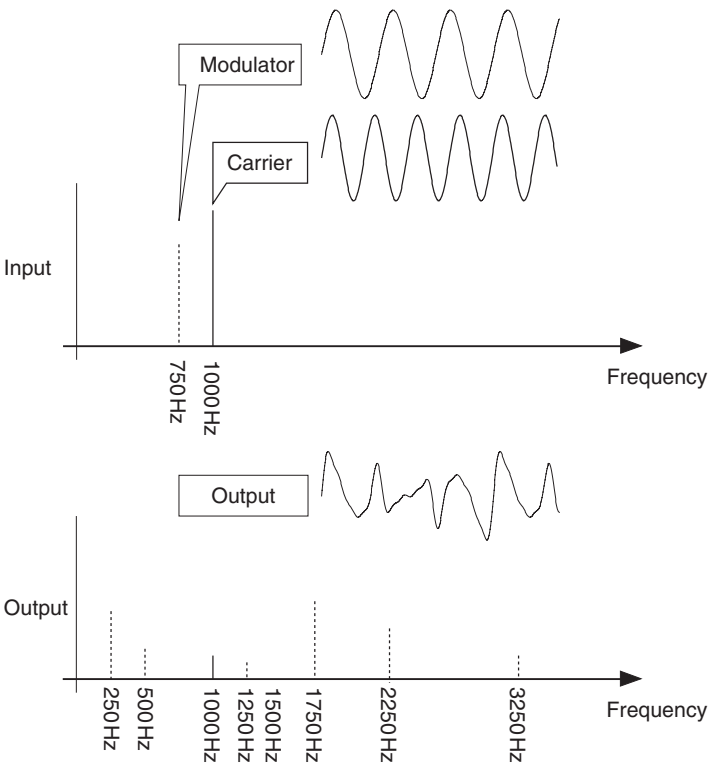 Modulator
Carrier
Input
750Hz
1000Hz
Frequency
Output
Output
250Hz
500Hz
1000Hz
1250Hz
1500Hz
1750Hz
2250Hz
3250Hz
Frequency